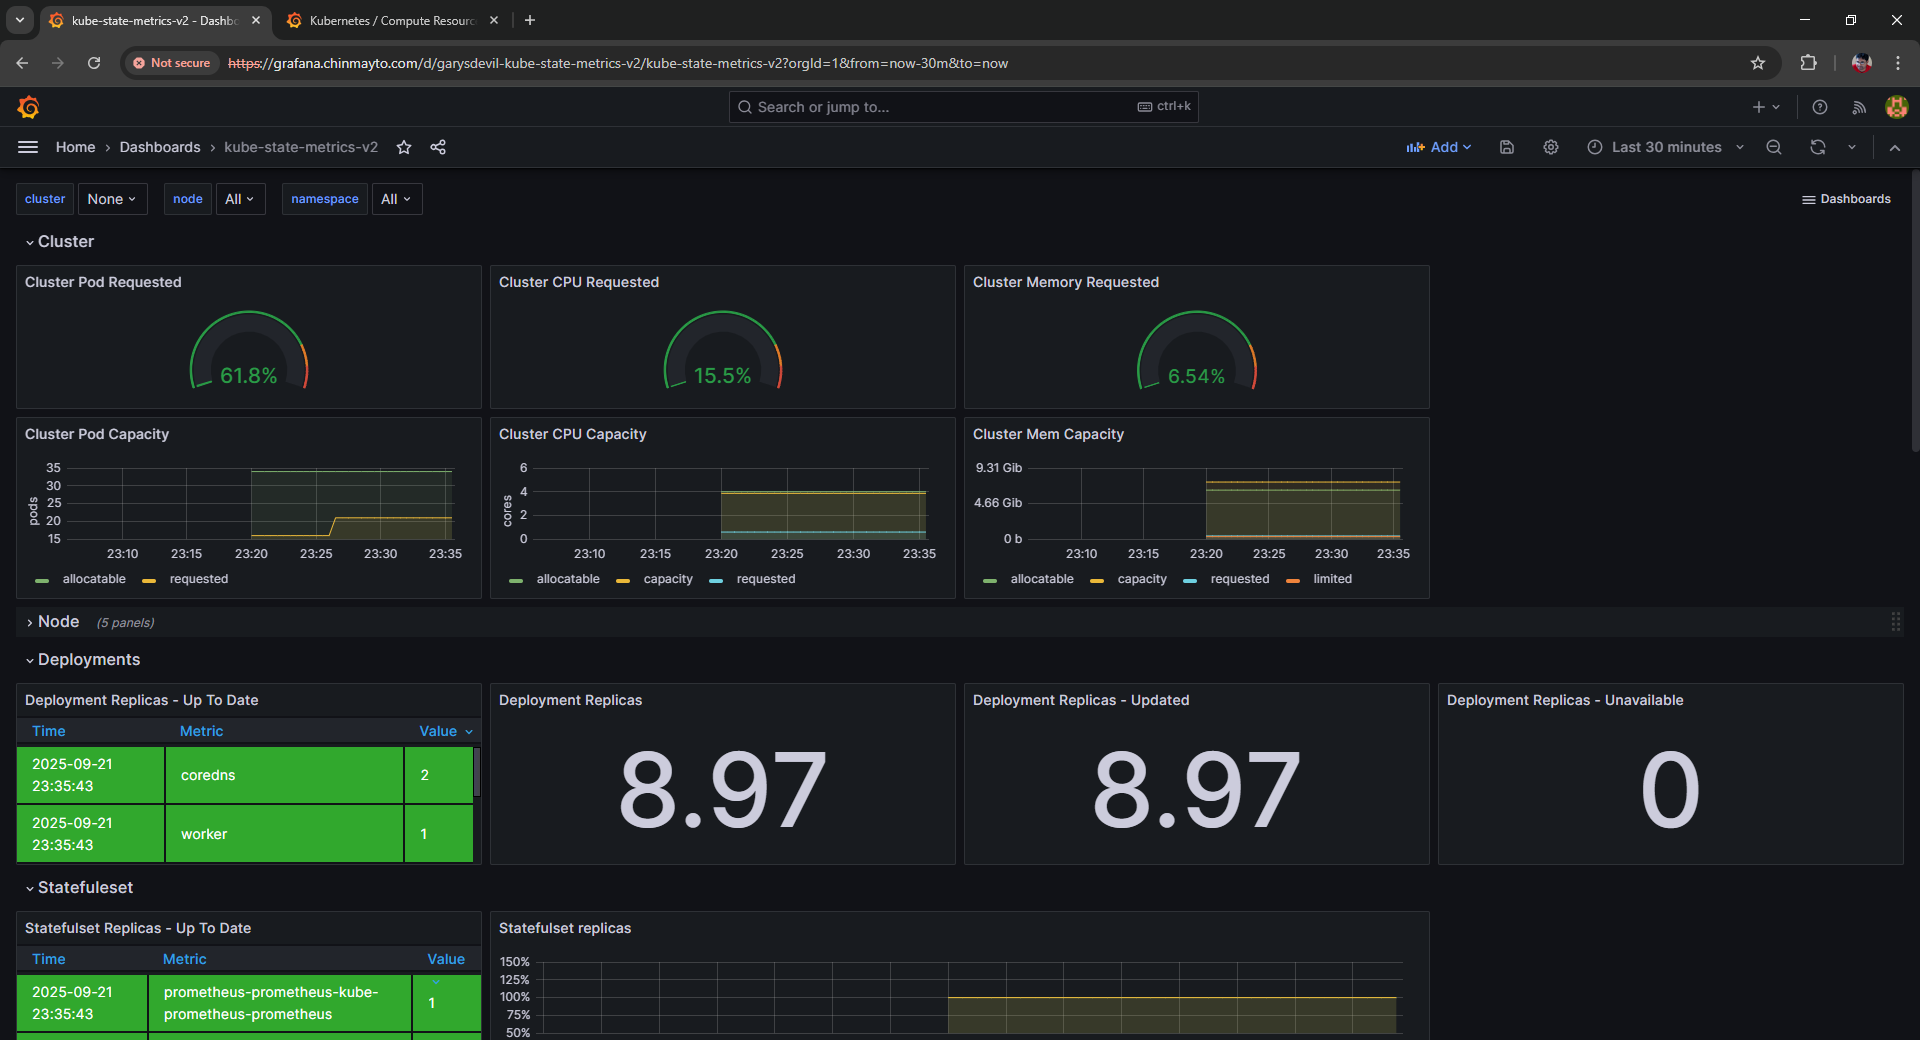 kube-state-metrics-v2 - Dashb
Kubernetes / Compute Resourc
Not secure
https://grafana.chinmayto.com/d/garysdevil-kube-state-metrics-v2/kube-state-metrics-v2?orgId=1&from=now-30m&to=now
Search or jump to...
ctrl+k
Home › Dashboards › kube-state-metrics-v2
Add
Last 30 minutes
cluster None node All namespace All
Dashboards
Cluster
Cluster Pod Requested
61.8%
Cluster CPU Requested
15.5%
Cluster Memory Requested
6.54%
Cluster Pod Capacity
pods
35
30
25
20
15
23:10 23:15 23:20 23:25 23:30 23:35
allocatable requested
Cluster CPU Capacity
cores
6
4
2
0
23:10 23:15 23:20 23:25 23:30 23:35
allocatable capacity requested
Cluster Mem Capacity
9.31 Gib
4.66 Gib
0 b
23:10 23:15 23:20 23:25 23:30 23:35
allocatable capacity requested limited
Node (5 panels)
Deployments
Deployment Replicas - Up To Date
Time Metric Value
2025-09-21 23:35:43 coredns 2
2025-09-21 23:35:43 worker 1
Deployment Replicas
8.97
Deployment Replicas - Updated
8.97
Deployment Replicas - Unavailable
0
Statefuleset
Statefulset Replicas - Up To Date
Time Metric Value
2025-09-21 23:35:43 prometheus-prometheus-kube-prometheus-prometheus 1
Statefulset replicas
150%
125%
100%
75%
50%